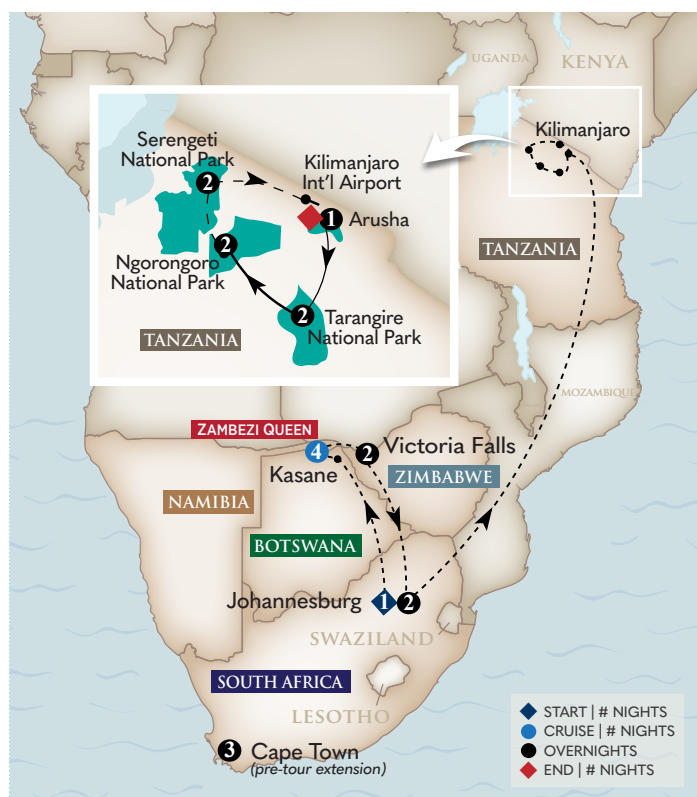 UGANDA
KENYA
Kilimanjaro
Serengeti
National Park
2
Kilimanjaro
Int'l Airport
1
Arusha
2
Ngorongoro
National Park
2
Tarangire
National Park
TANZANIA
TANZANIA
MOZAMBIQUE
ZAMBEZI QUEEN
4
Kasane
2
Victoria Falls
ZIMBABWE
NAMIBIA
BOTSWANA
Johannesburg
1
2
SWAZILAND
SOUTH AFRICA
LESOTHO
3
Cape Town
(pre-tour extension)
START | # NIGHTS
CRUISE | # NIGHTS
OVERNIGHTS
END | # NIGHTS